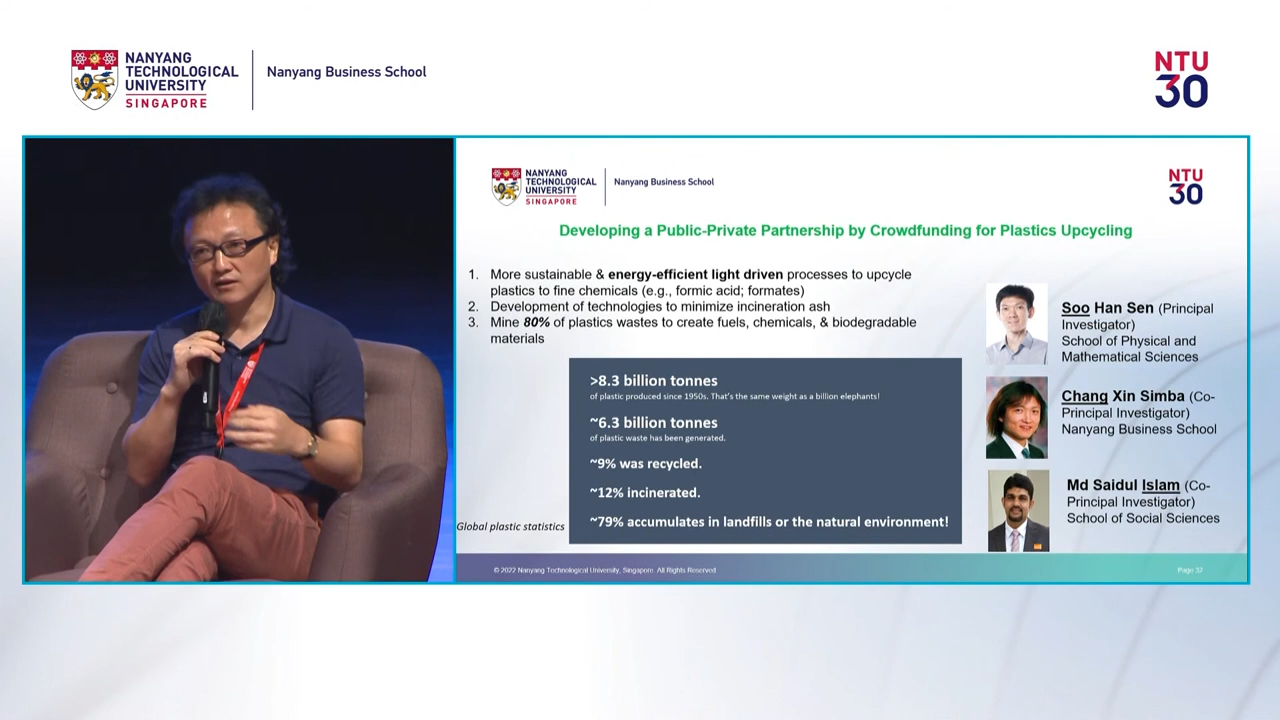 NANYANG
TECHNOLOGICAL
UNIVERSITY
SINGAPORE
Nanyang Business School
NTU
30
NANYANG
TECHNOLOGICAL
UNIVERSITY
SINGAPORE
Nanyang Business School
NTU
30
Developing a Public-Private Partnership by Crowdfunding for Plastics Upcycling
1. More sustainable & energy-efficient light driven processes to upcycle
plastics to fine chemicals (e.g., formic acid; formates)
2. Development of technologies to minimize incineration ash
3. Mine 80% of plastics wastes to create fuels, chemicals, & biodegradable
materials
>8.3 billion tonnes
of plastic produced since 1950s. That's the same weight as a billion elephants!
~6.3 billion tonnes
of plastic waste has been generated.
~9% was recycled.
~12% incinerated.
~79% accumulates in landfills or the natural environment!
Global plastic statistics
Soo Han Sen (Principal
Investigator)
School of Physical and
Mathematical Sciences
Chang Xin Simba (Co-
Principal Investigator)
Nanyang Business School
Md Saidul Islam (Co-
Principal Investigator)
School of Social Sciences
© 2022 Nanyang Technological University, Singapore. All Rights Reserved
Page 32